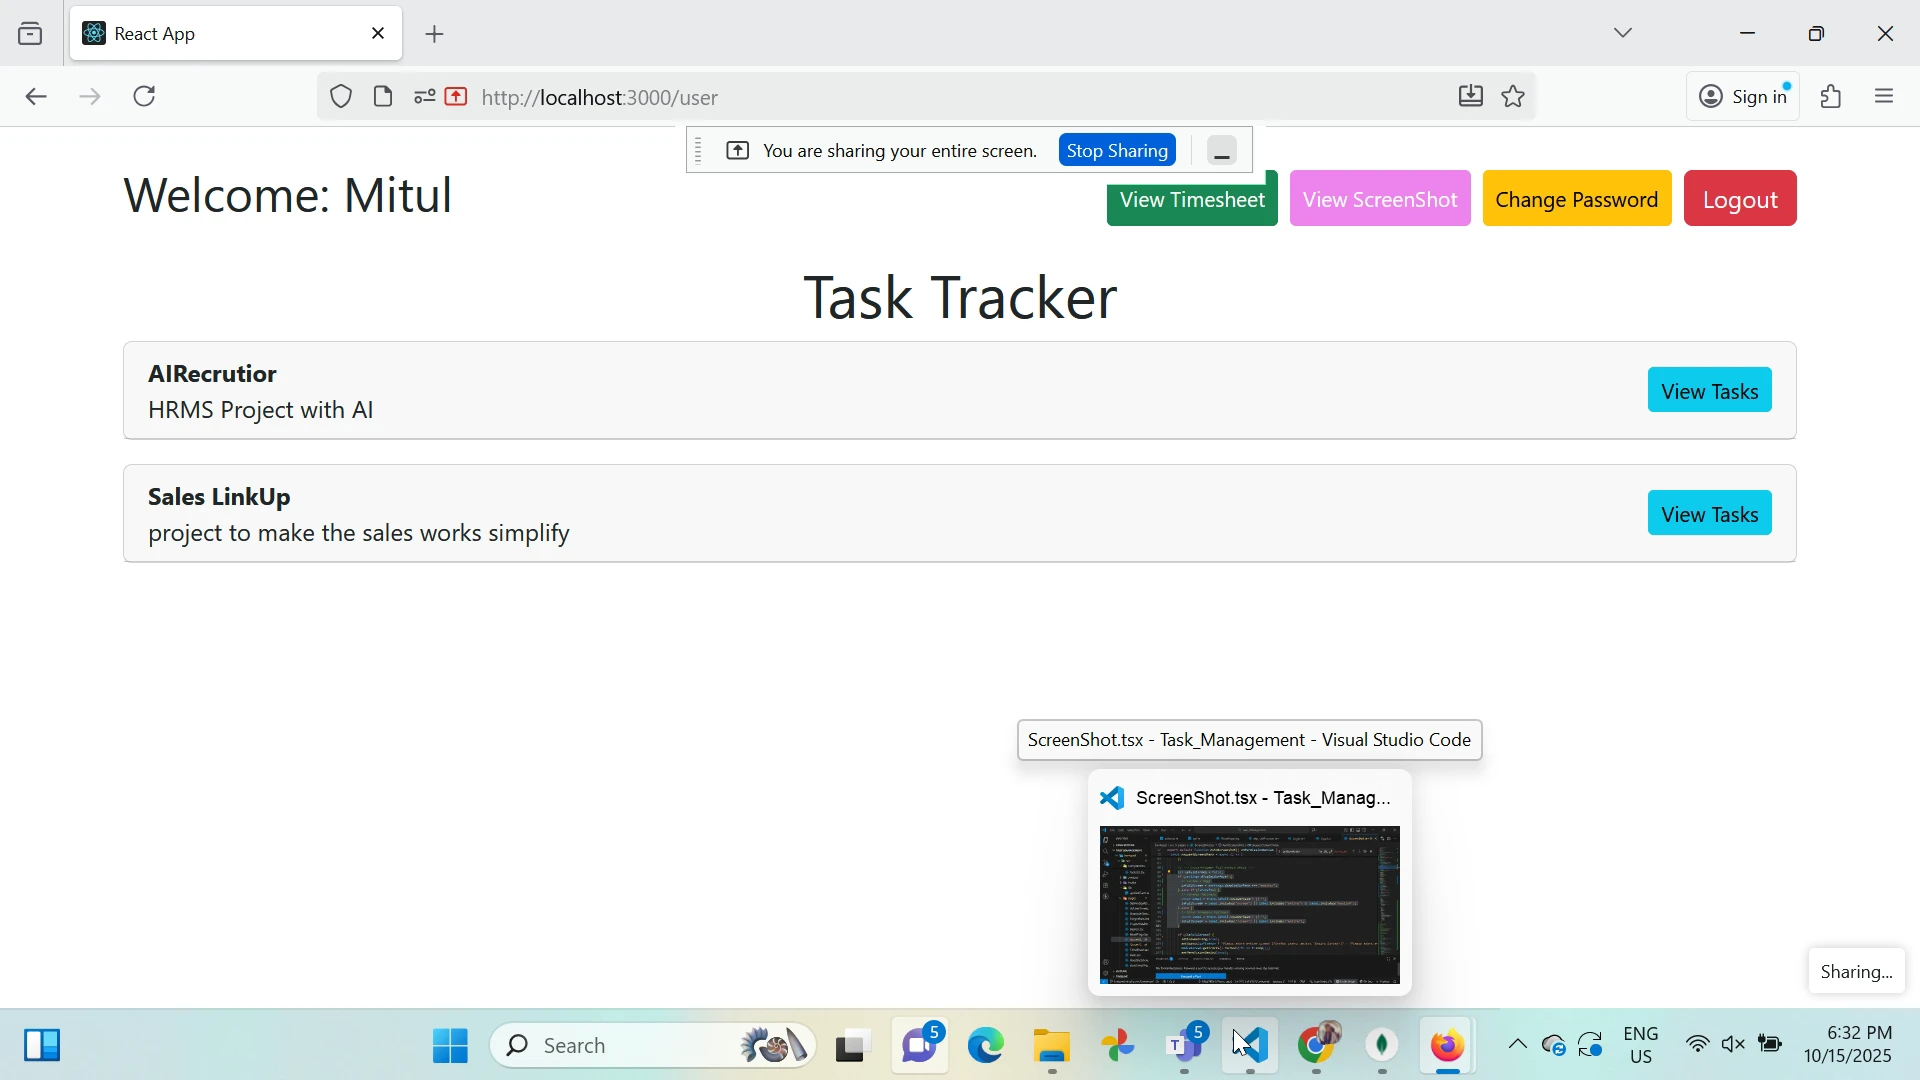 React App
http://localhost:3000/user
Sign in
You are sharing your entire screen.
Stop Sharing
Welcome: Mitul
View Timesheet
View ScreenShot
Change Password
Logout
Task Tracker
AIRecrutior
HRMS Project with AI
View Tasks
Sales LinkUp
project to make the sales works simplify
View Tasks
ScreenShot.tsx - Task_Management - Visual Studio Code
ScreenShot.tsx - Task_Manag...
Sharing...
Search
5
5
ENG
US
6:32 PM
10/15/2025